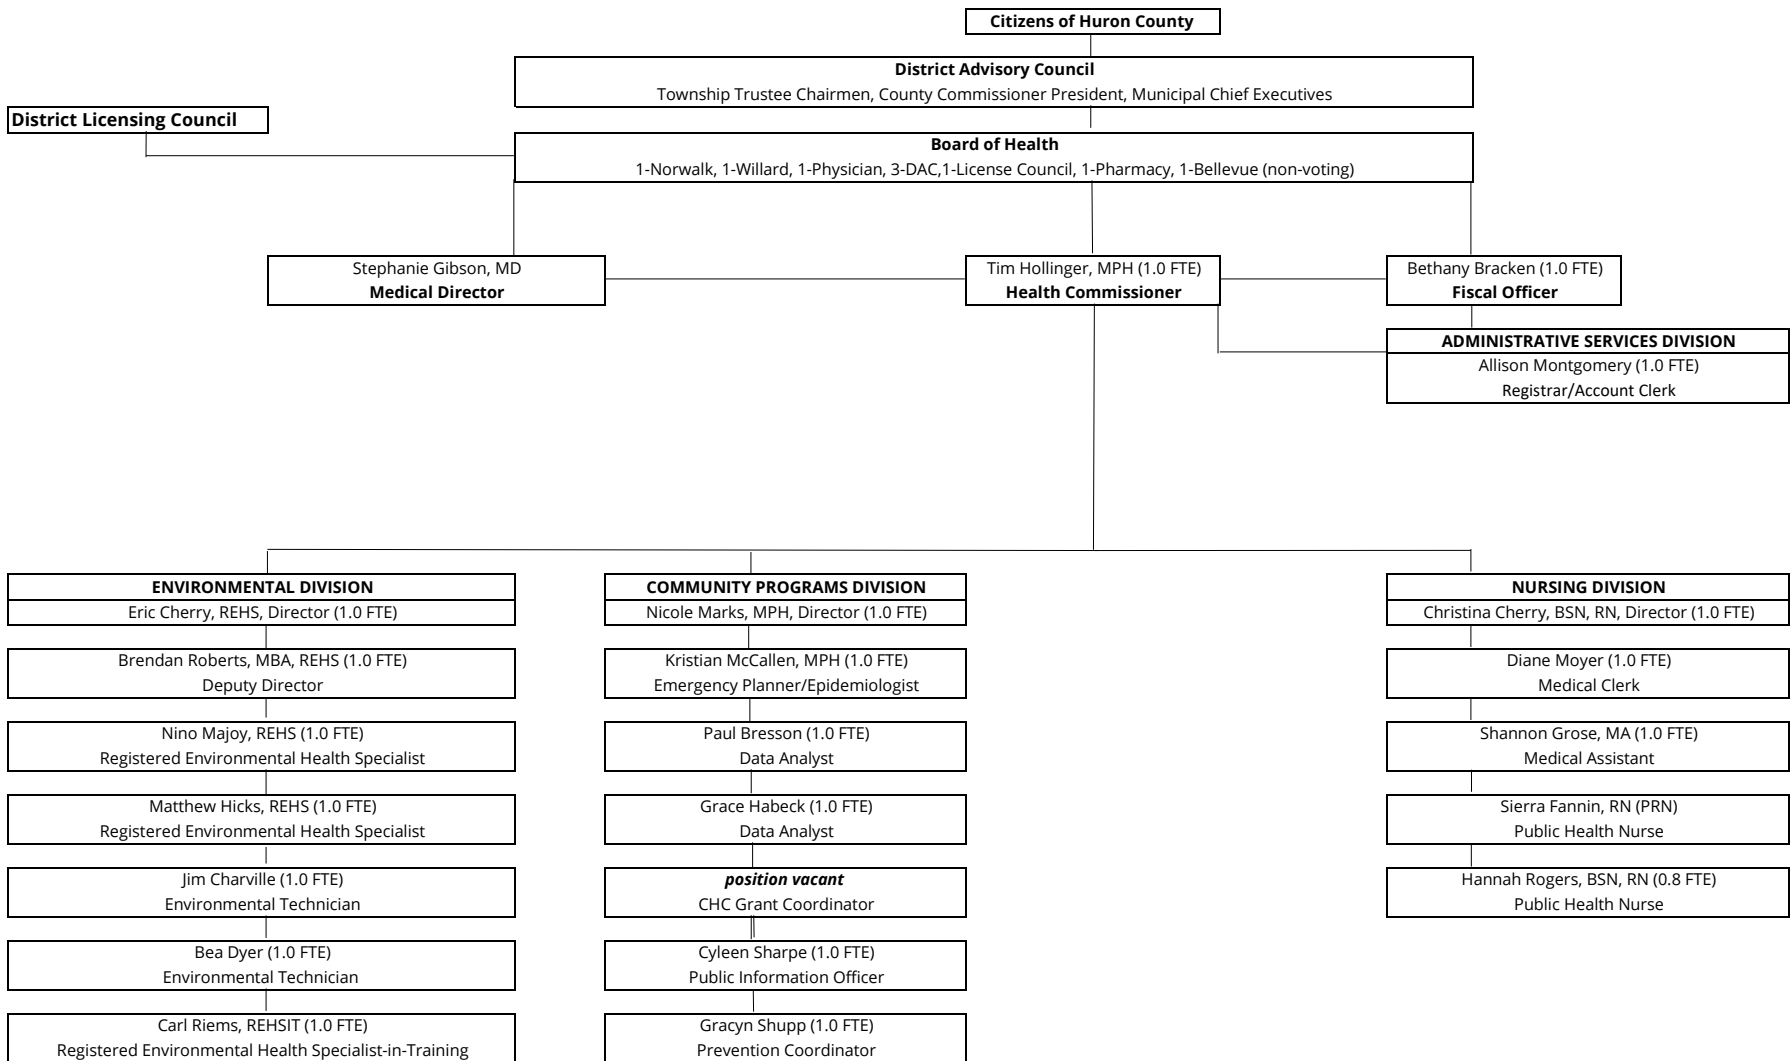 Citizens of Huron County
District Advisory Council
Township Trustee Chairmen, County Commissioner President, Municipal Chief Executives
District Licensing Council
Board of Health
1-Norwalk, 1-Willard, 1-Physician, 3-DAC,1-License Council, 1-Pharmacy, 1-Bellevue (non-voting)
Stephanie Gibson, MD
Medical Director
Tim Hollinger, MPH (1.0 FTE)
Health Commissioner
Bethany Bracken (1.0 FTE)
Fiscal Officer
ADMINISTRATIVE SERVICES DIVISION
Allison Montgomery (1.0 FTE)
Registrar/Account Clerk
ENVIRONMENTAL DIVISION
Eric Cherry, REHS, Director (1.0 FTE)
Brendan Roberts, MBA, REHS (1.0 FTE)
Deputy Director
Nino Majoy, REHS (1.0 FTE)
Registered Environmental Health Specialist
Matthew Hicks, REHS (1.0 FTE)
Registered Environmental Health Specialist
Jim Charville (1.0 FTE)
Environmental Technician
Bea Dyer (1.0 FTE)
Environmental Technician
Carl Riems, REHSIT (1.0 FTE)
Registered Environmental Health Specialist-in-Training
COMMUNITY PROGRAMS DIVISION
Nicole Marks, MPH, Director (1.0 FTE)
Kristian McCallen, MPH (1.0 FTE)
Emergency Planner/Epidemiologist
Paul Bresson (1.0 FTE)
Data Analyst
Grace Habeck (1.0 FTE)
Data Analyst
position vacant
CHC Grant Coordinator
Cyleen Sharpe (1.0 FTE)
Public Information Officer
Gracyn Shupp (1.0 FTE)
Prevention Coordinator
NURSING DIVISION
Christina Cherry, BSN, RN, Director (1.0 FTE)
Diane Moyer (1.0 FTE)
Medical Clerk
Shannon Grose, MA (1.0 FTE)
Medical Assistant
Sierra Fannin, RN (PRN)
Public Health Nurse
Hannah Rogers, BSN, RN (0.8 FTE)
Public Health Nurse